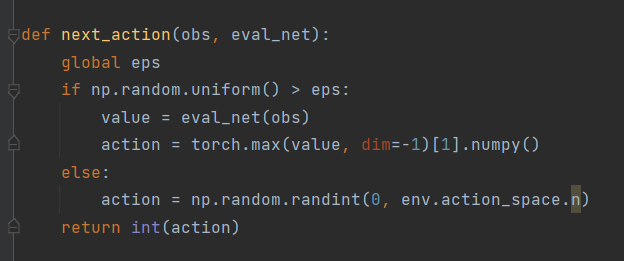 def next_action(obs, eval_net):
    global eps
    if np.random.uniform() > eps:
        value = eval_net(obs)
        action = torch.max(value, dim=-1)[1].numpy()
    else:
        action = np.random.randint(0, env.action_space.n)
    return int(action)